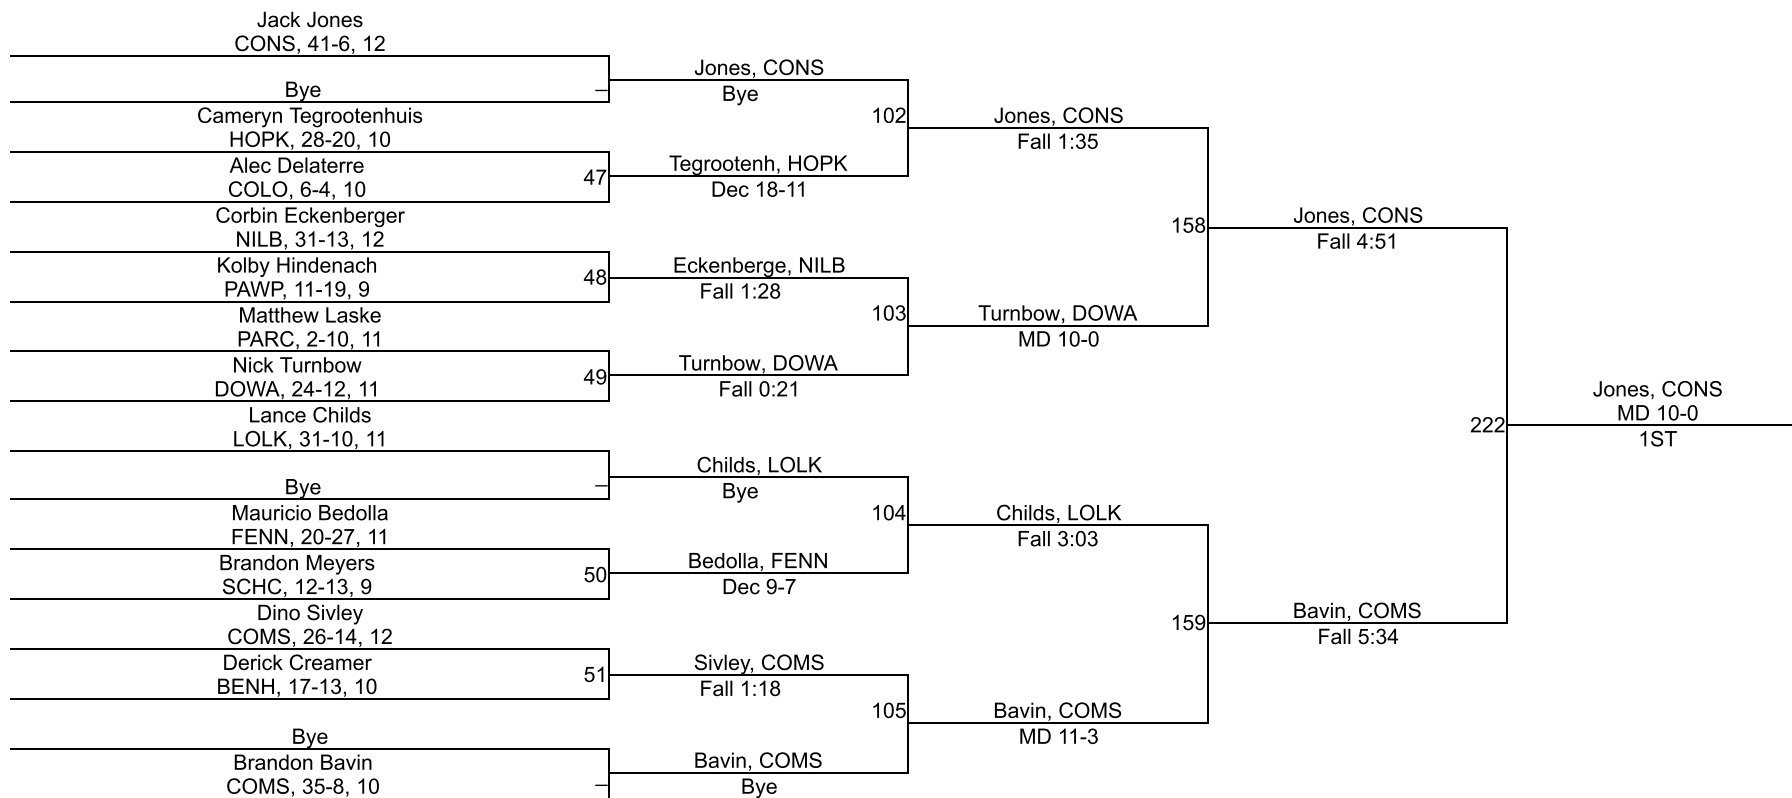 Jack Jones
CONS, 41-6, 12
Bye
–
Cameryn Tegrootenhuis
HOPK, 28-20, 10
Alec Delaterre
COLO, 6-4, 10
47
Corbin Eckenberger
NILB, 31-13, 12
Kolby Hindenach
PAWP, 11-19, 9
48
Matthew Laske
PARC, 2-10, 11
Nick Turnbow
DOWA, 24-12, 11
49
Lance Childs
LOLK, 31-10, 11
Bye
–
Mauricio Bedolla
FENN, 20-27, 11
Brandon Meyers
SCHC, 12-13, 9
50
Dino Sivley
COMS, 26-14, 12
Derick Creamer
BENH, 17-13, 10
51
Bye
Brandon Bavin
COMS, 35-8, 10
–
Jones, CONS
Bye
102
Tegrootenh, HOPK
Dec 18-11
Eckenberge, NILB
Fall 1:28
103
Turnbow, DOWA
Fall 0:21
Childs, LOLK
Bye
104
Bedolla, FENN
Dec 9-7
Sivley, COMS
Fall 1:18
105
Bavin, COMS
Bye
Jones, CONS
Fall 1:35
158
Turnbow, DOWA
MD 10-0
Childs, LOLK
Fall 3:03
159
Bavin, COMS
MD 11-3
Jones, CONS
Fall 4:51
222
Bavin, COMS
Fall 5:34
Jones, CONS
MD 10-0
1ST